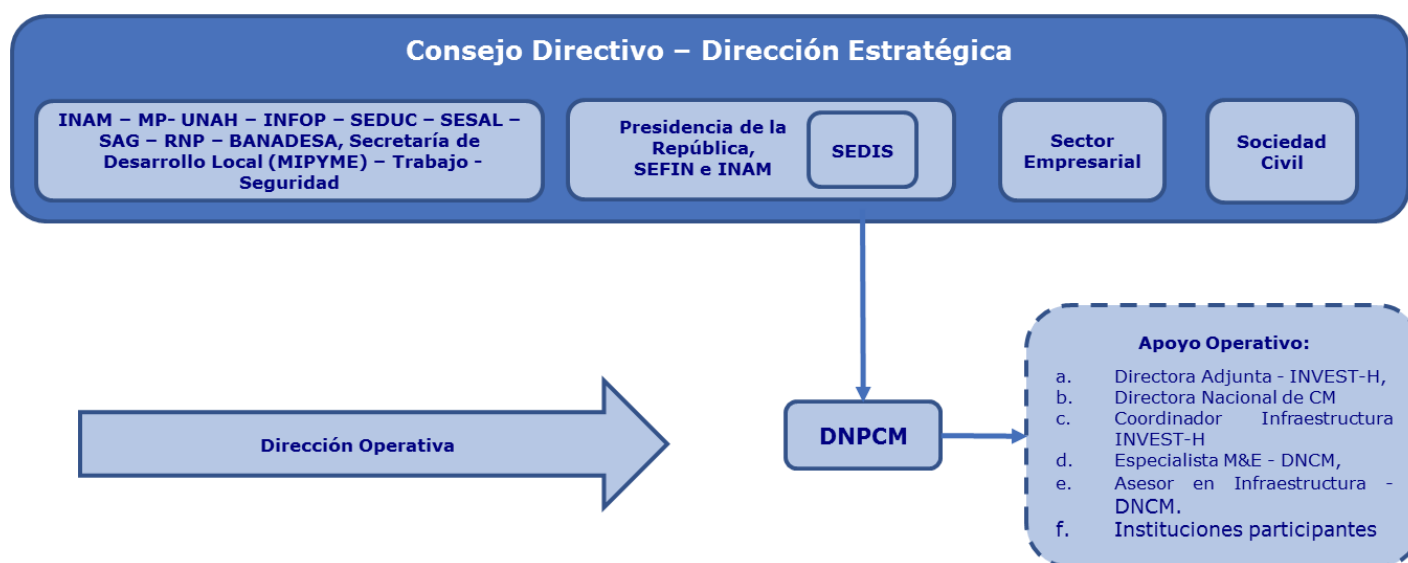 Consejo Directivo – Dirección Estratégica
INAM – MP- UNAH – INFOP – SEDUC – SESAL –
SAG – RNP – BANADESA, Secretaría de
Desarrollo Local (MIPYME) – Trabajo -
Seguridad
Presidencia de la
República,
SEFIN e INAM
SEDIS
Sector
Empresarial
Sociedad
Civil
Dirección Operativa
DNPCM
Apoyo Operativo:
a. Directora Adjunta - INVEST-H,
b. Directora Nacional de CM
c. Coordinador Infraestructura
INVEST-H
d. Especialista M&E - DNCM,
e. Asesor en Infraestructura -
DNCM.
f. Instituciones participantes